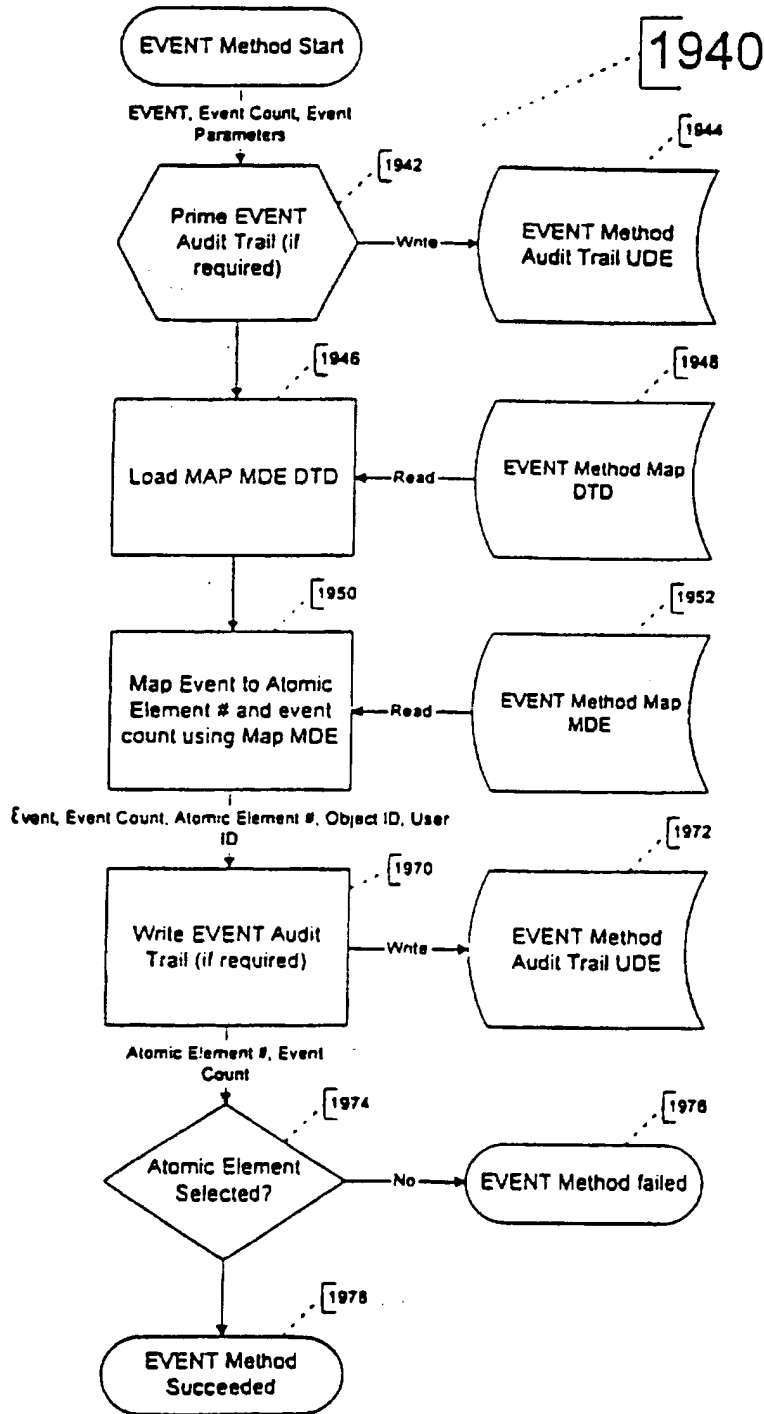 EVENT Method Start
1940
EVENT, Event Count, Event
Parameters
1944
1942
Prime EVENT
Audit Trail (if
required)
Write
EVENT Method
Audit Trail UDE
1946
1948
Load MAP MDE DTD
Read
EVENT Method Map
DTD
1950
1952
Map Event to Atomic
Element # and event
count using Map MDE
Read
EVENT Method Map
MDE
Event, Event Count, Atomic Element #, Object ID, User
ID
1972
1970
Write EVENT Audit
Trail (if required)
Write
EVENT Method
Audit Trail UDE
Atomic Element #, Event
Count
1974
1976
Atomic Element
Selected?
No
EVENT Method failed
1978
EVENT Method
Succeeded